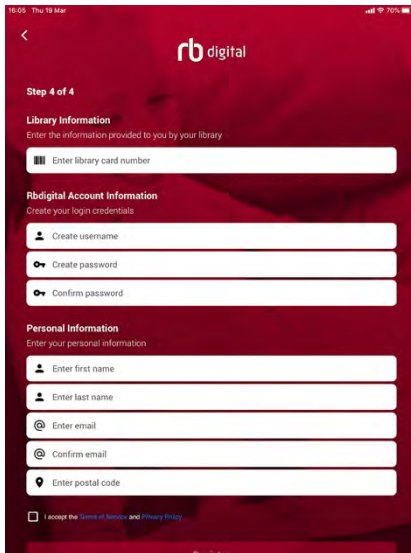 16:05 Thu 19 Mar 70%
rb digital
Step 4 of 4
Library Information
Enter the information provided to you by your library
Enter library card number
Rbdigital Account Information
Create your login credentials
Create username
Create password
Confirm password
Personal Information
Enter your personal information
Enter first name
Enter last name
Enter email
Confirm email
Enter postal code
I accept the Terms of Service and Privacy Policy